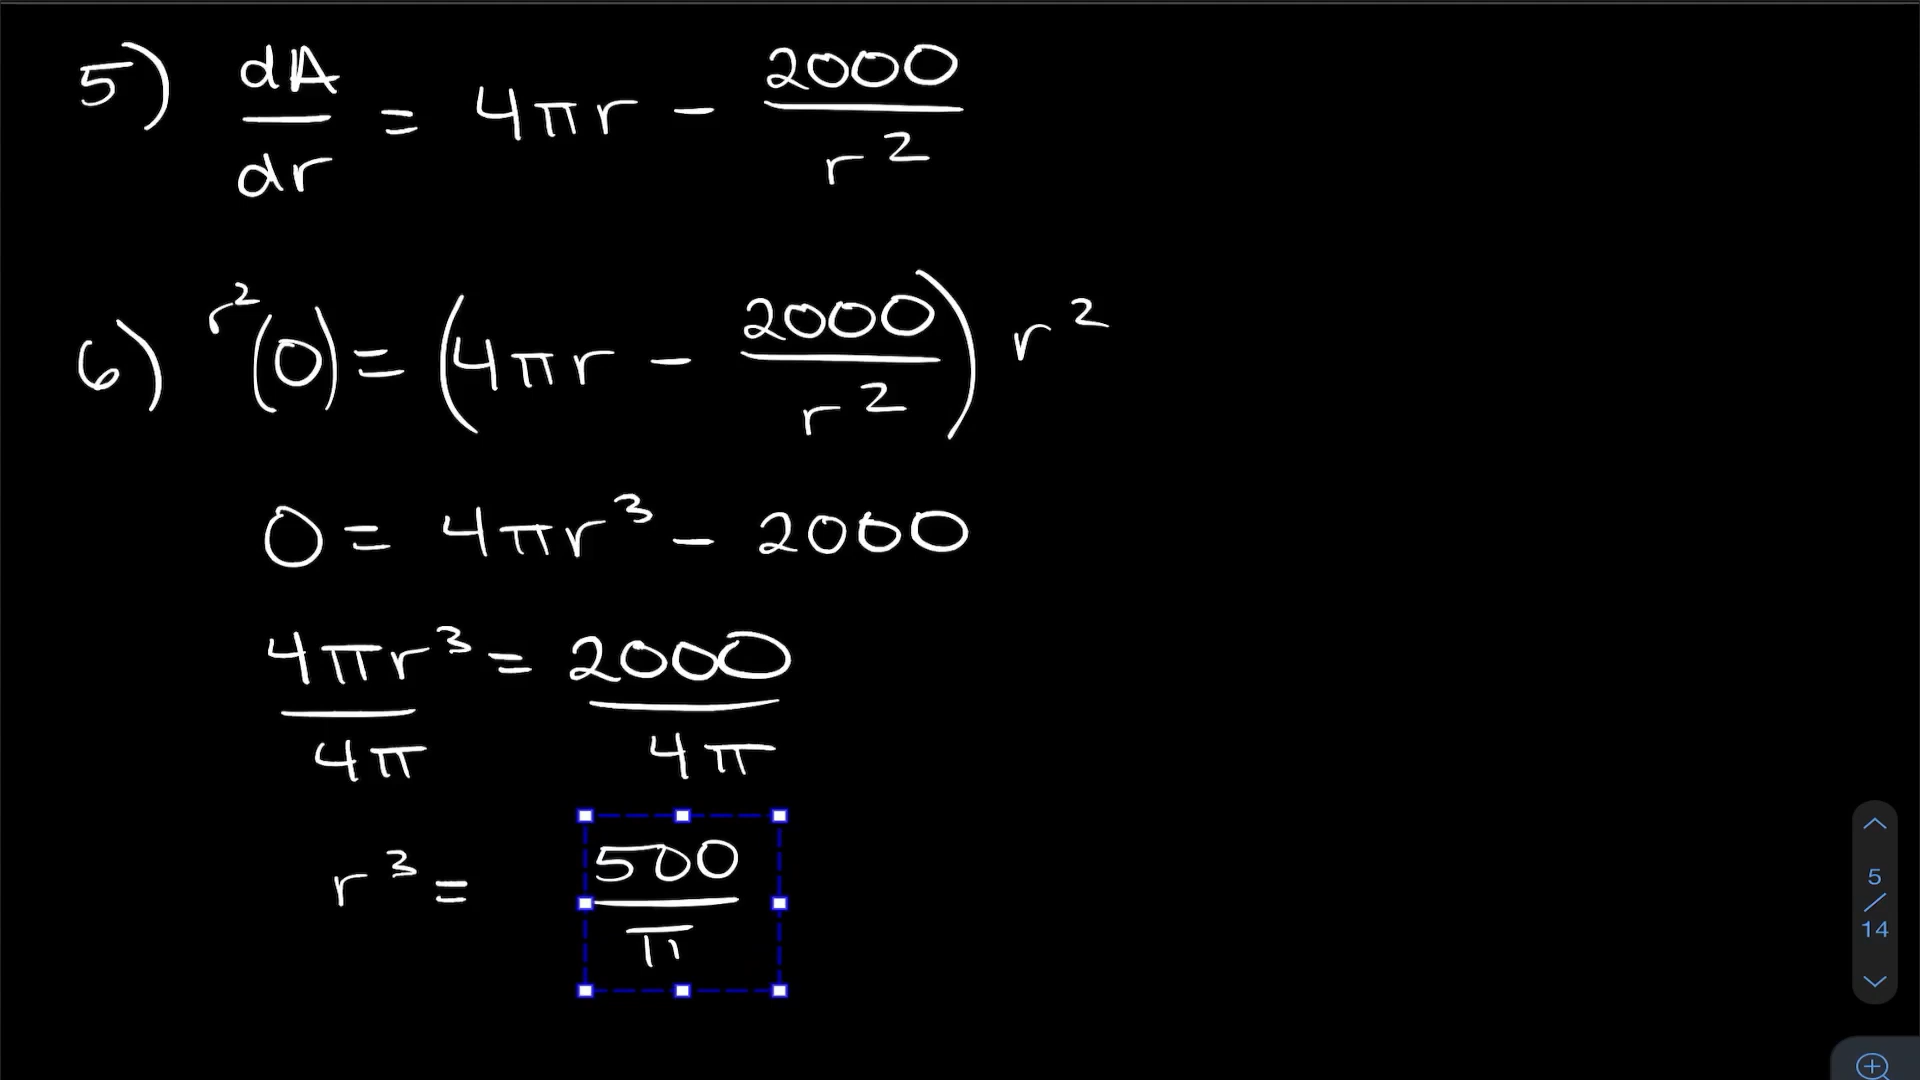 5) dA/dr = 4πr - 2000/r²
6) r²(0) = (4πr - 2000/r²) r²
0 = 4πr³ - 2000
4πr³/4π = 2000/4π
r³ = 500/π
5
/
14